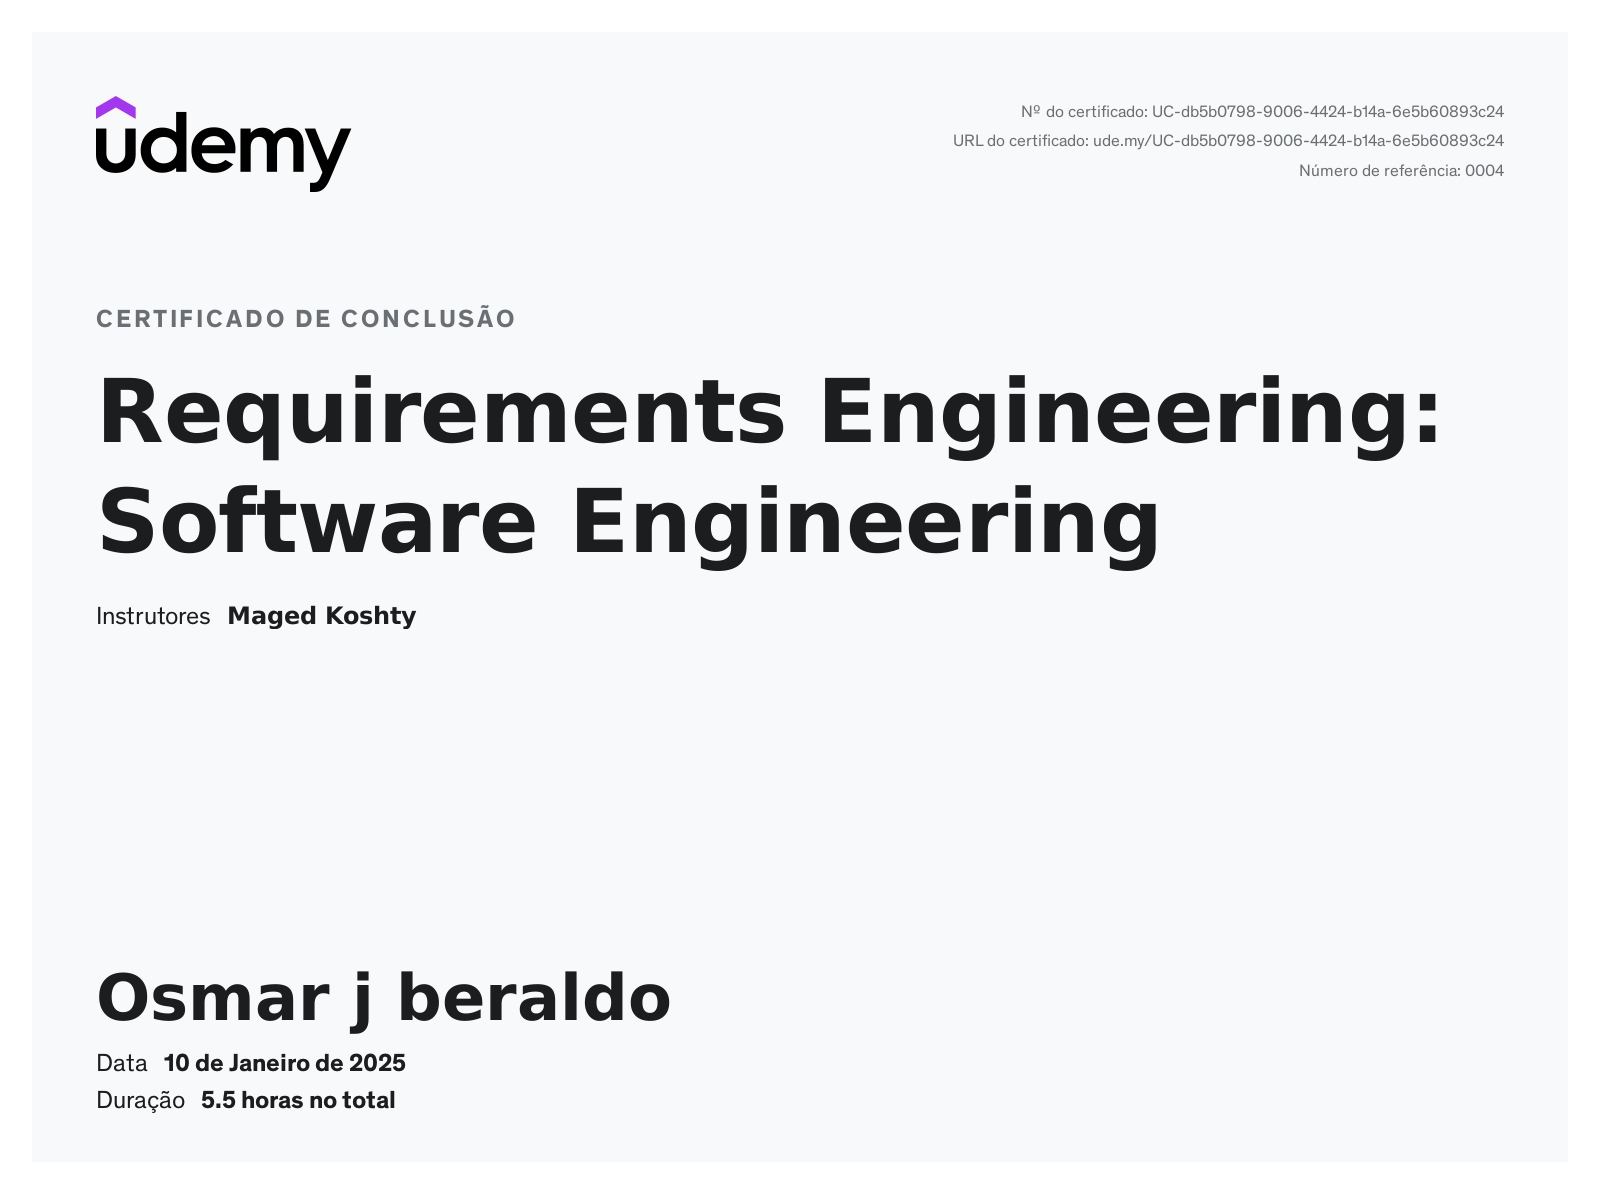 udemy
Nº do certificado: UC-db5b0798-9006-4424-b14a-6e5b60893c24
URL do certificado: ude.my/UC-db5b0798-9006-4424-b14a-6e5b60893c24
Número de referência: 0004
CERTIFICADO DE CONCLUSÃO
Requirements Engineering:
Software Engineering
Instrutores Maged Koshty
Osmar j beraldo
Data 10 de Janeiro de 2025
Duração 5.5 horas no total